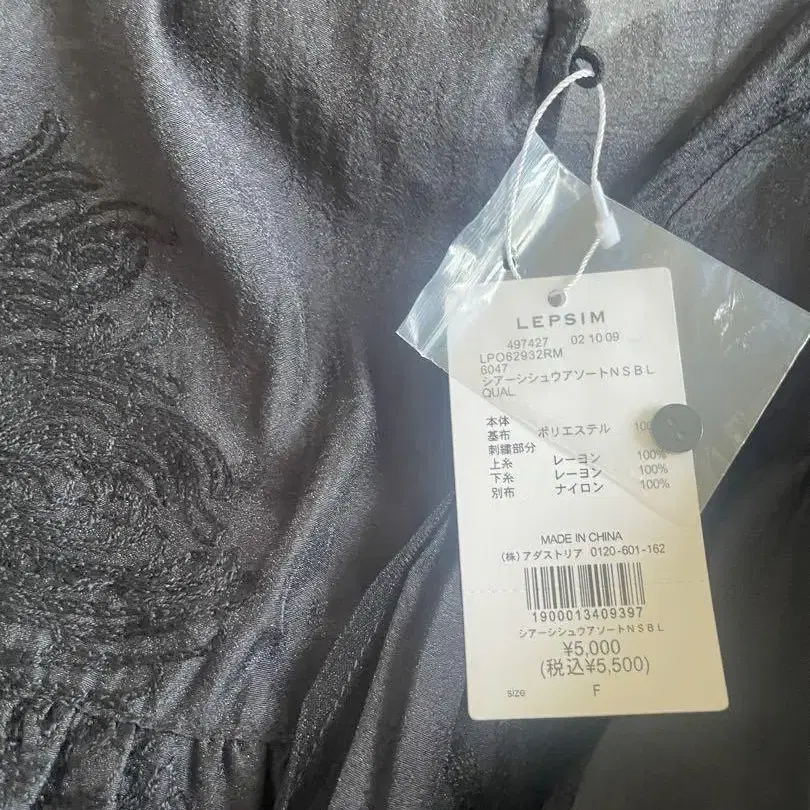 LEPSIM
497427 02 10 09
LPO62932RM
6047
シアーシシュウアソートNSBL
QUAL
本体
基布 ポリエステル
刺繍部分
上糸 レーヨン 100%
下糸 レーヨン 100%
別布 ナイロン 100%
MADE IN CHINA
(株)アダストリア 0120-601-162
1900013409397
シアーシシュウアソートNSBL
¥5,000
(税込¥5,500)
size F